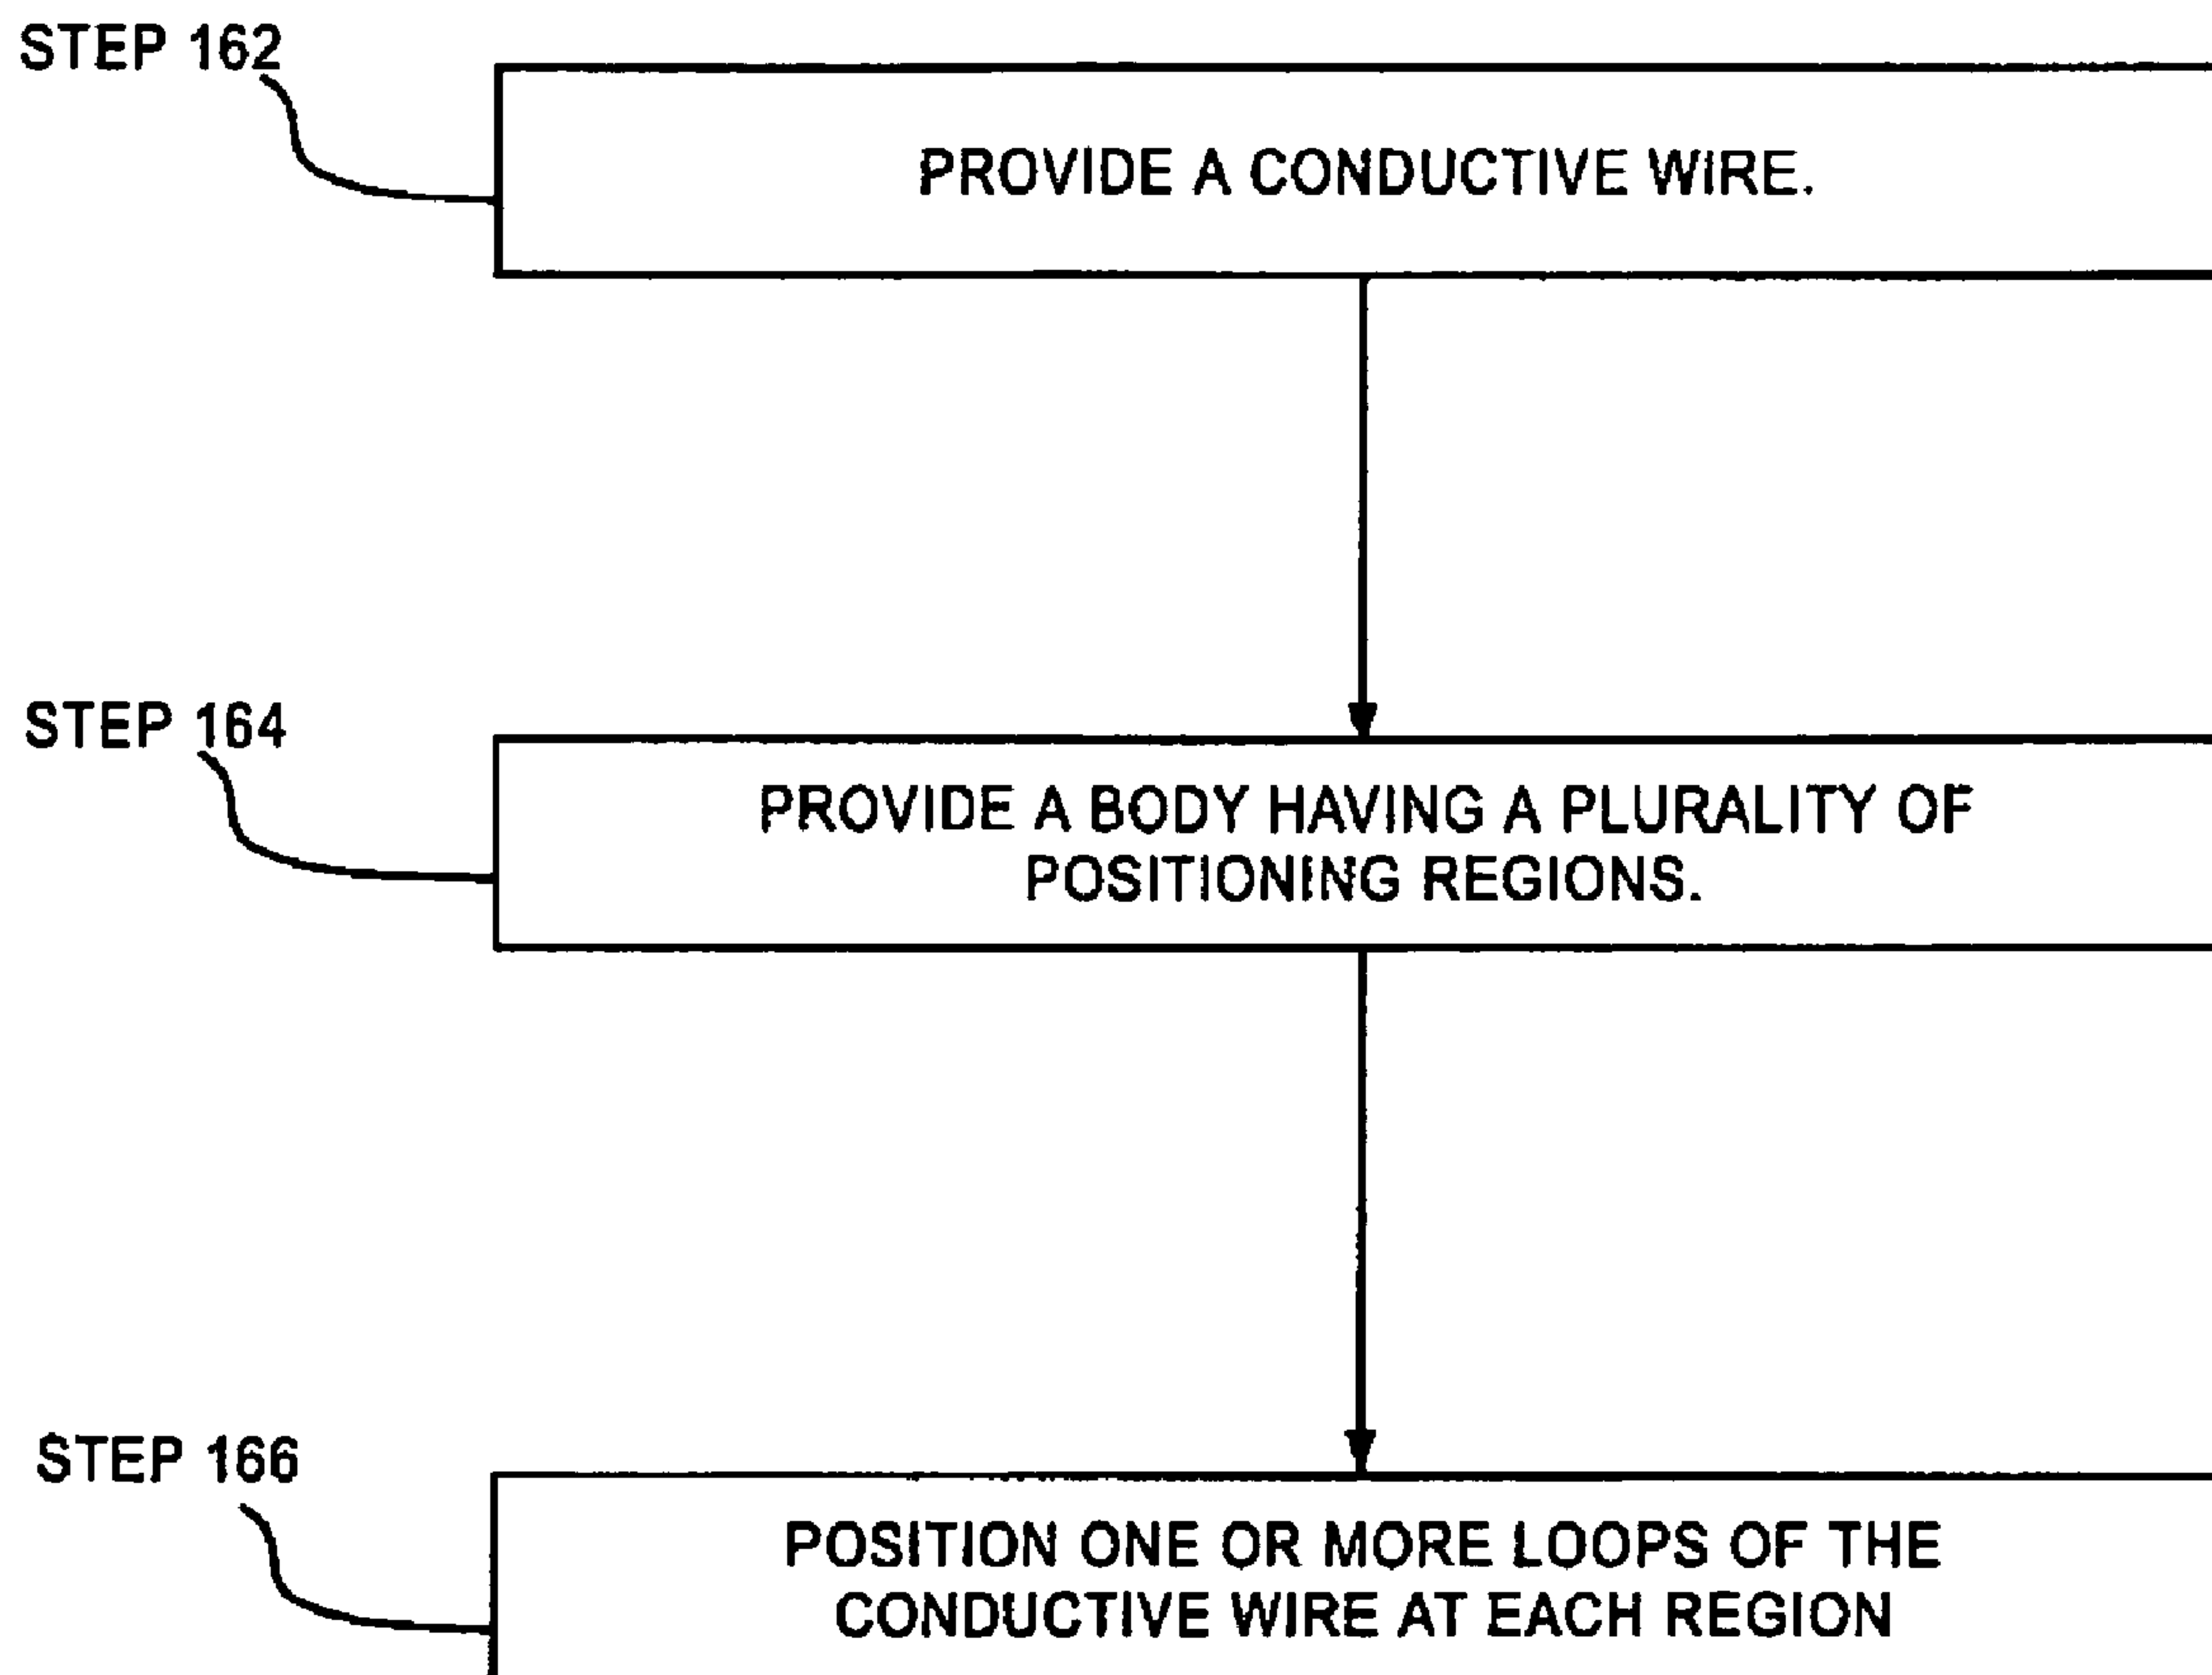 STEP 162
PROVIDE A CONDUCTIVE WIRE.
STEP 164
PROVIDE A BODY HAVING A PLURALITY OF
POSITIONING REGIONS.
STEP 166
POSITION ONE OR MORE LOOPS OF THE
CONDUCTIVE WIRE AT EACH REGION